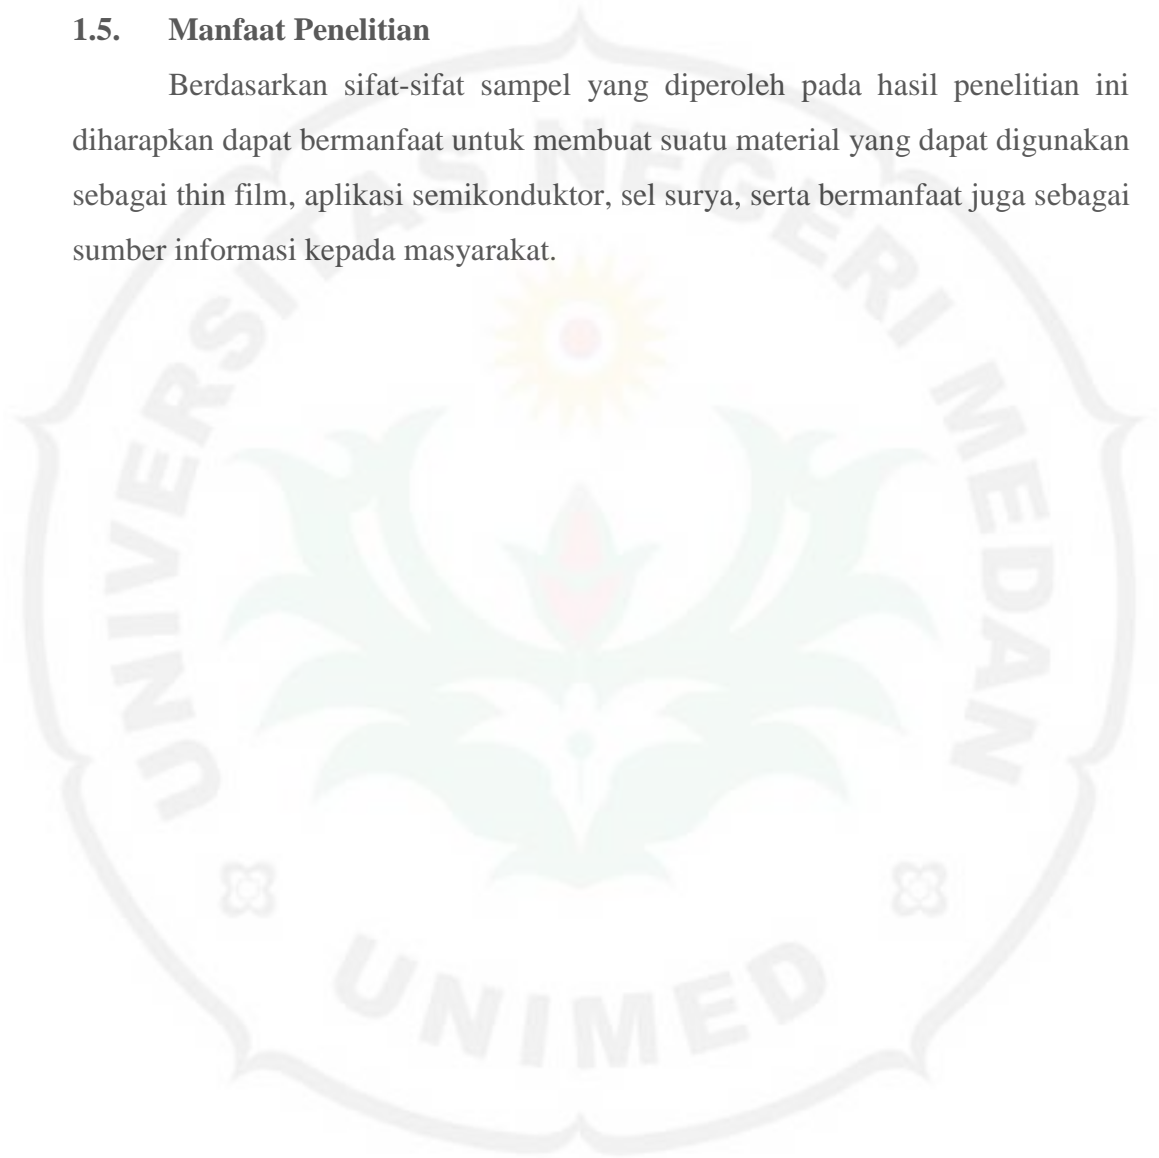 1.5. Manfaat Penelitian
Berdasarkan sifat-sifat sampel yang diperoleh pada hasil penelitian ini
diharapkan dapat bermanfaat untuk membuat suatu material yang dapat digunakan
sebagai thin film, aplikasi semikonduktor, sel surya, serta bermanfaat juga sebagai
sumber informasi kepada masyarakat.
UNIVERSITAS NEGERI MEDAN
UNIMED